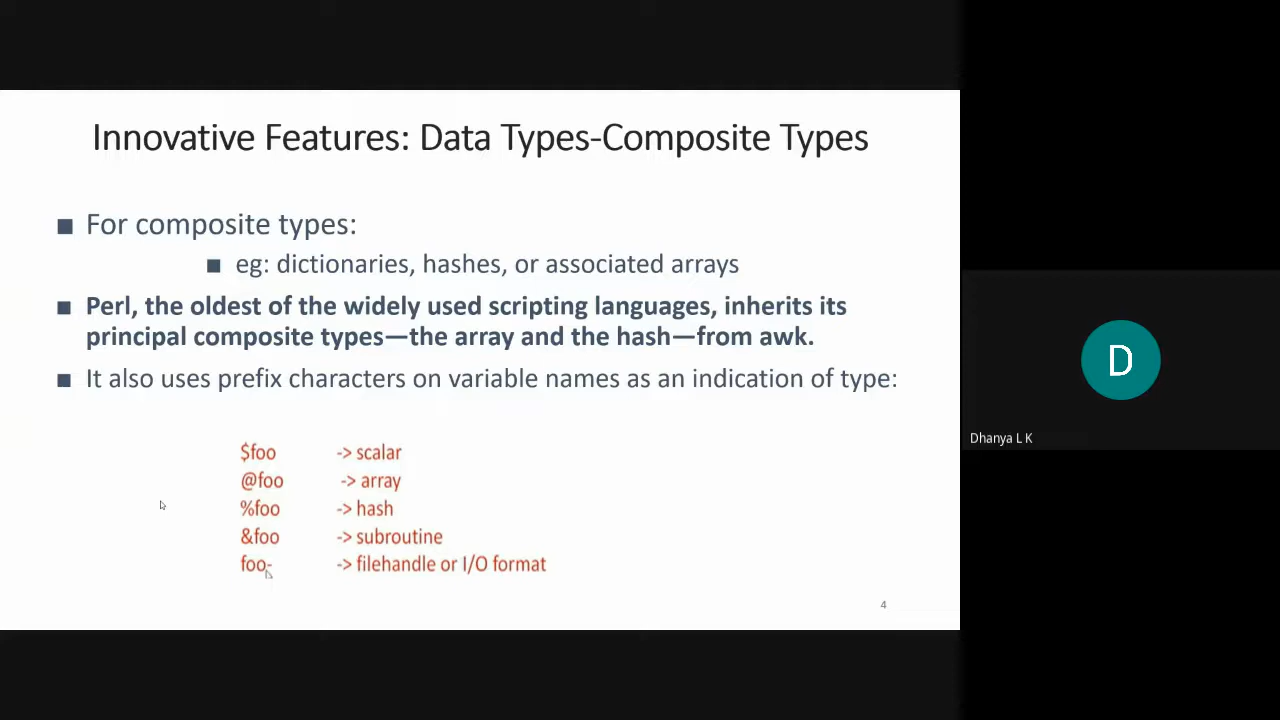 Innovative Features: Data Types-Composite Types
■ For composite types:
■ eg: dictionaries, hashes, or associated arrays
■ Perl, the oldest of the widely used scripting languages, inherits its
principal composite types—the array and the hash—from awk.
■ It also uses prefix characters on variable names as an indication of type:
$foo -> scalar
@foo -> array
%foo -> hash
&foo -> subroutine
foo- -> filehandle or I/O format
4
D
Dhanya L K